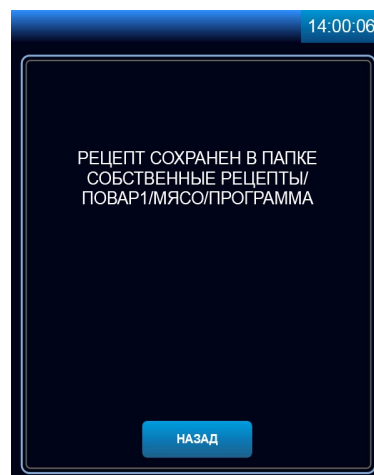 14:00:06
РЕЦЕПТ СОХРАНЕН В ПАПКЕ
СОБСТВЕННЫЕ РЕЦЕПТЫ/
ПОВАР1/МЯСО/ПРОГРАММА
НАЗАД